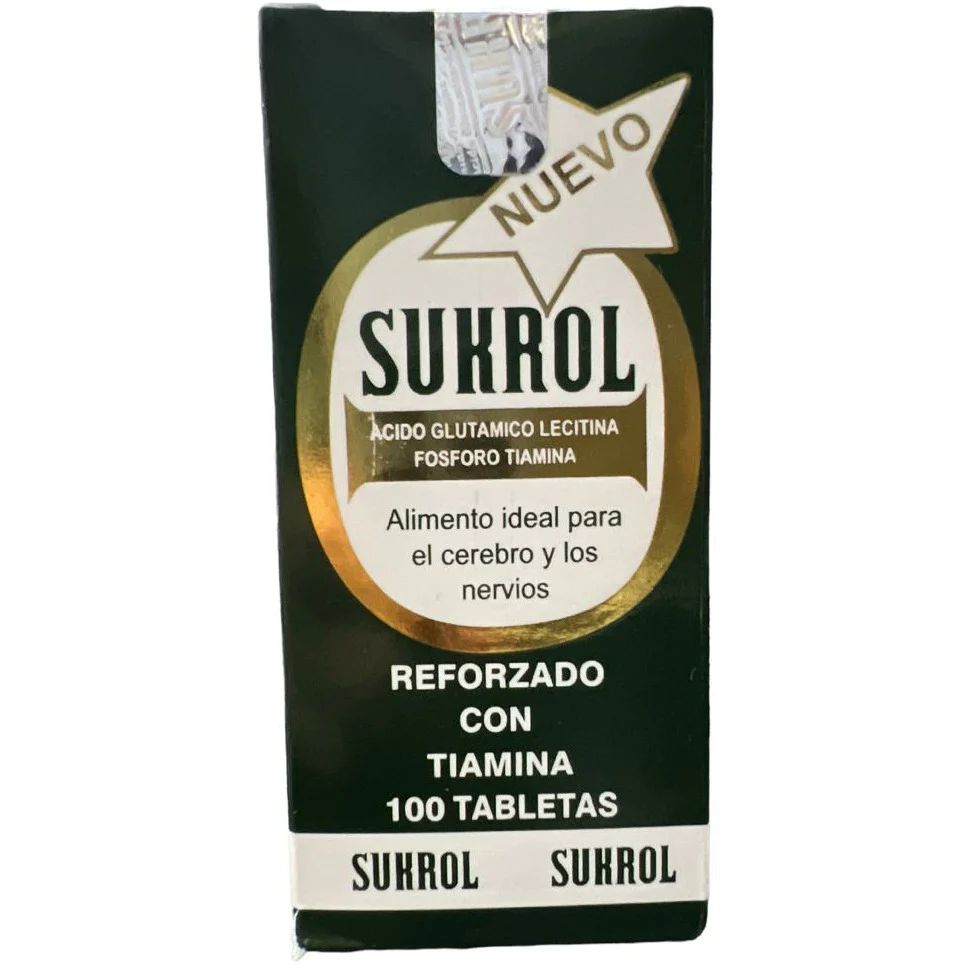 SUKROL
NUEVO
SUKROL
ACIDO GLUTAMICO LECITINA
FOSFORO TIAMINA
Alimento ideal para
el cerebro y los
nervios
REFORZADO
CON
TIAMINA
100 TABLETAS
SUKROL SUKROL